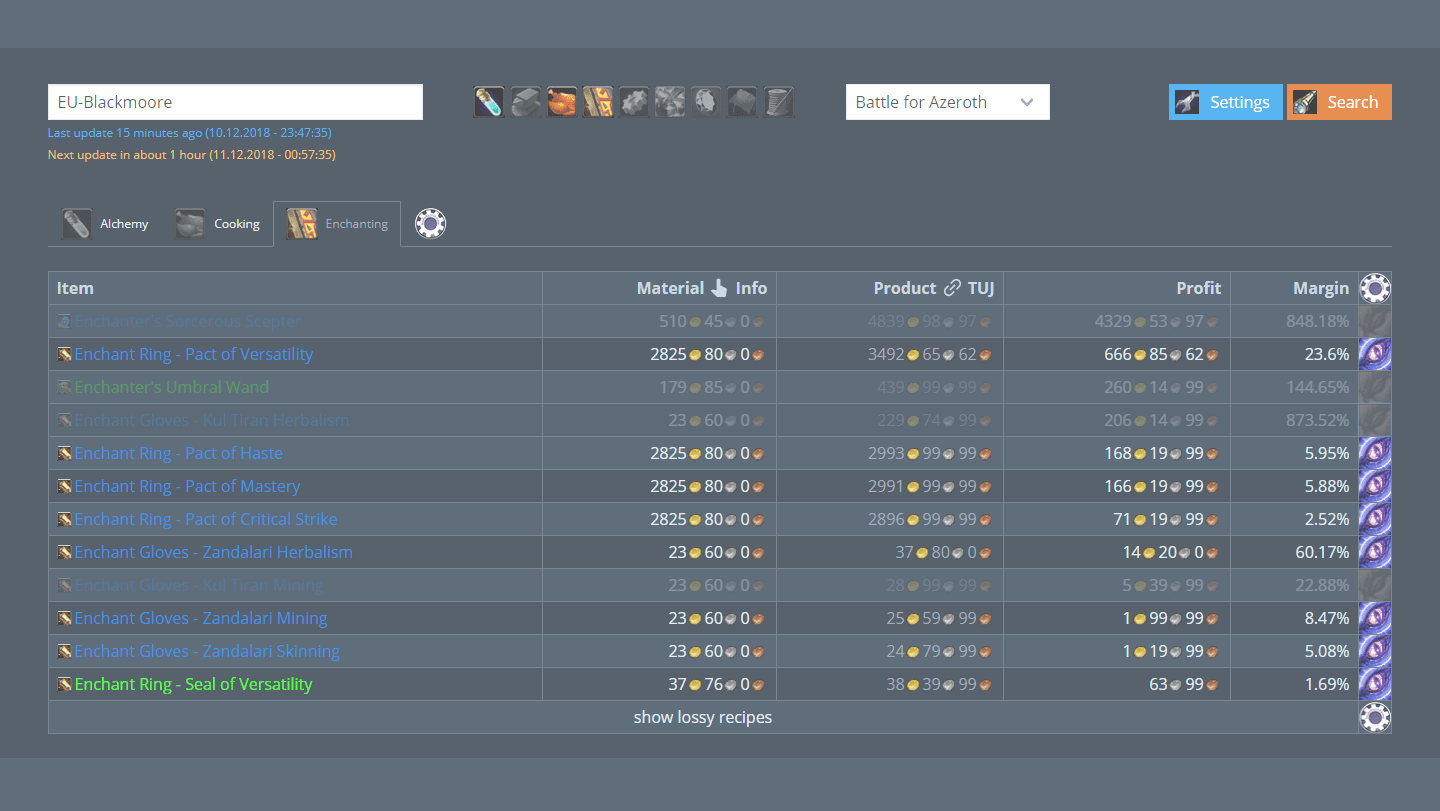 EU-Blackmoore Battle for Azeroth Settings Search
Last update 15 minutes ago (10.12.2018 - 23:47:35)
Next update in about 1 hour (11.12.2018 - 00:57:35)
Alchemy Cooking Enchanting
Item Material Info Product TUJ Profit Margin
Enchanter's Sorcerous Scepter 510 45 0 4839 98 97 4329 53 97 848.18%
Enchant Ring - Pact of Versatility 2825 80 0 3492 65 62 666 85 62 23.6%
Enchanter's Umbral Wand 179 85 0 439 99 99 260 14 99 144.65%
Enchant Gloves - Kul Tiran Herbalism 23 60 0 229 74 99 206 14 99 873.52%
Enchant Ring - Pact of Haste 2825 80 0 2993 99 99 168 19 99 5.95%
Enchant Ring - Pact of Mastery 2825 80 0 2991 99 99 166 19 99 5.88%
Enchant Ring - Pact of Critical Strike 2825 80 0 2896 99 99 71 19 99 2.52%
Enchant Gloves - Zandalari Herbalism 23 60 0 37 80 0 14 20 0 60.17%
Enchant Gloves - Kul Tiran Mining 23 60 0 28 99 99 5 39 99 22.88%
Enchant Gloves - Zandalari Mining 23 60 0 25 59 99 1 99 99 8.47%
Enchant Gloves - Zandalari Skinning 23 60 0 24 79 99 1 19 99 5.08%
Enchant Ring - Seal of Versatility 37 76 0 38 39 99 63 99 1.69%
show lossy recipes